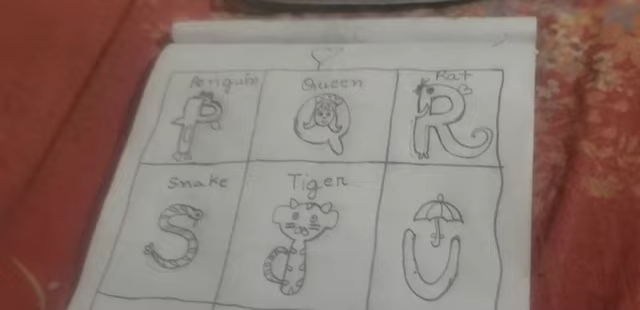 Penguin Queen Rat
P Q R
Snake Tiger
S T U